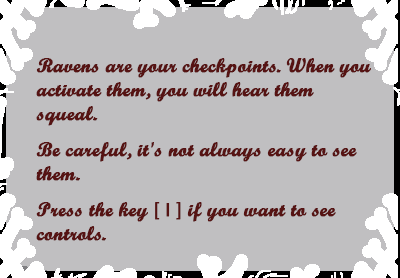 Ravens are your checkpoints. When you
activate them, you will hear them
squeal.
Be careful, it's not always easy to see
them.
Press the key [ | ] if you want to see
controls.